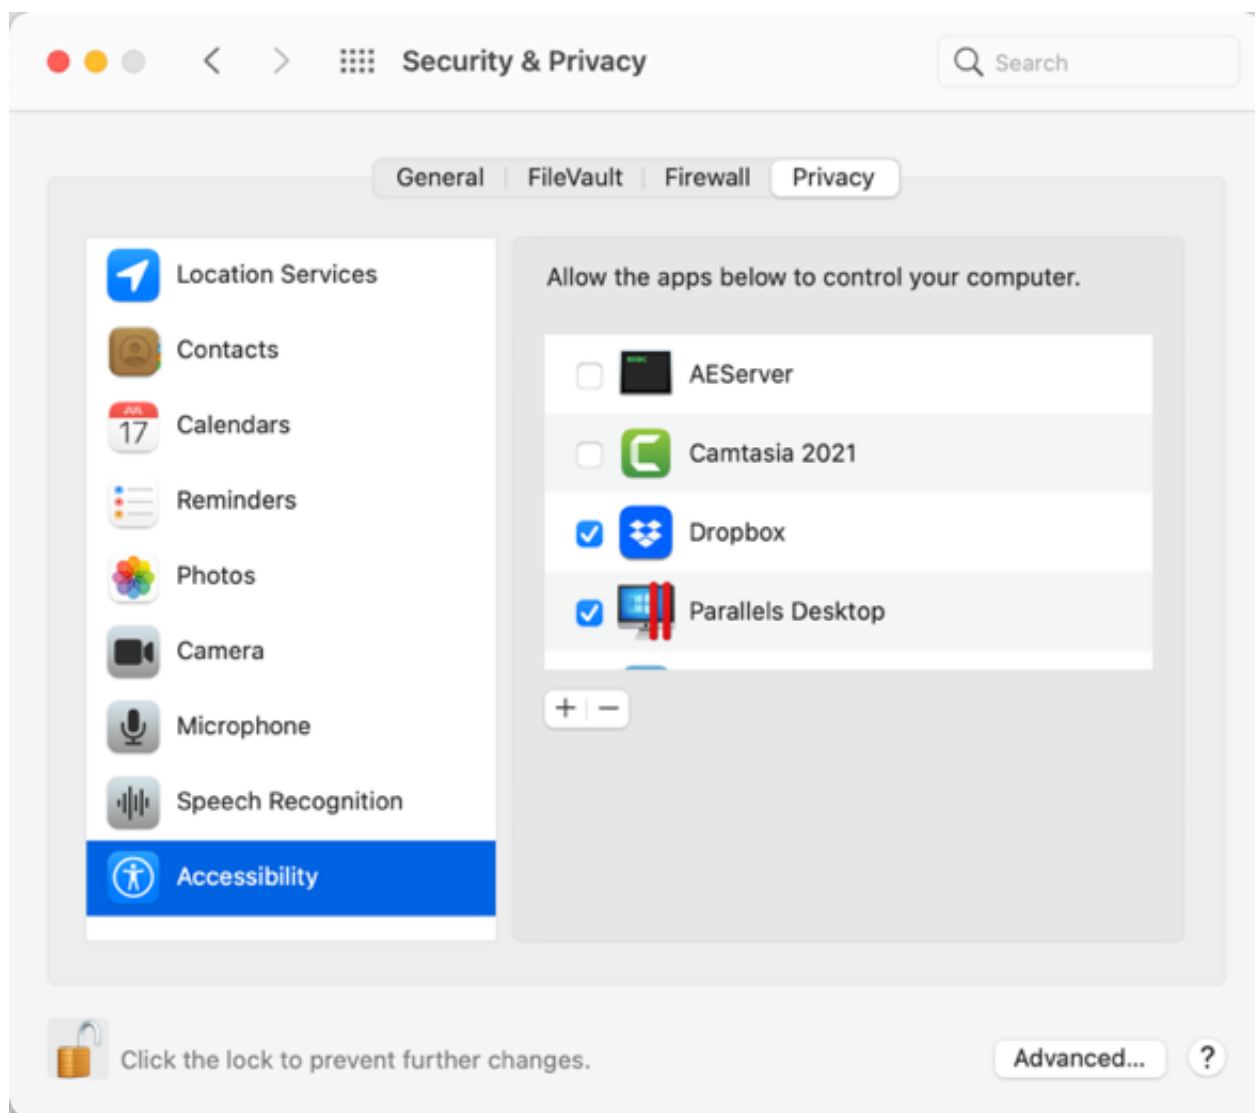 Security & Privacy
Search
General
FileVault
Firewall
Privacy
Location Services
Contacts
JUL
17
Calendars
Reminders
Photos
Camera
Microphone
Speech Recognition
Accessibility
Allow the apps below to control your computer.
AEServer
Camtasia 2021
Dropbox
Parallels Desktop
Click the lock to prevent further changes.
Advanced...
?